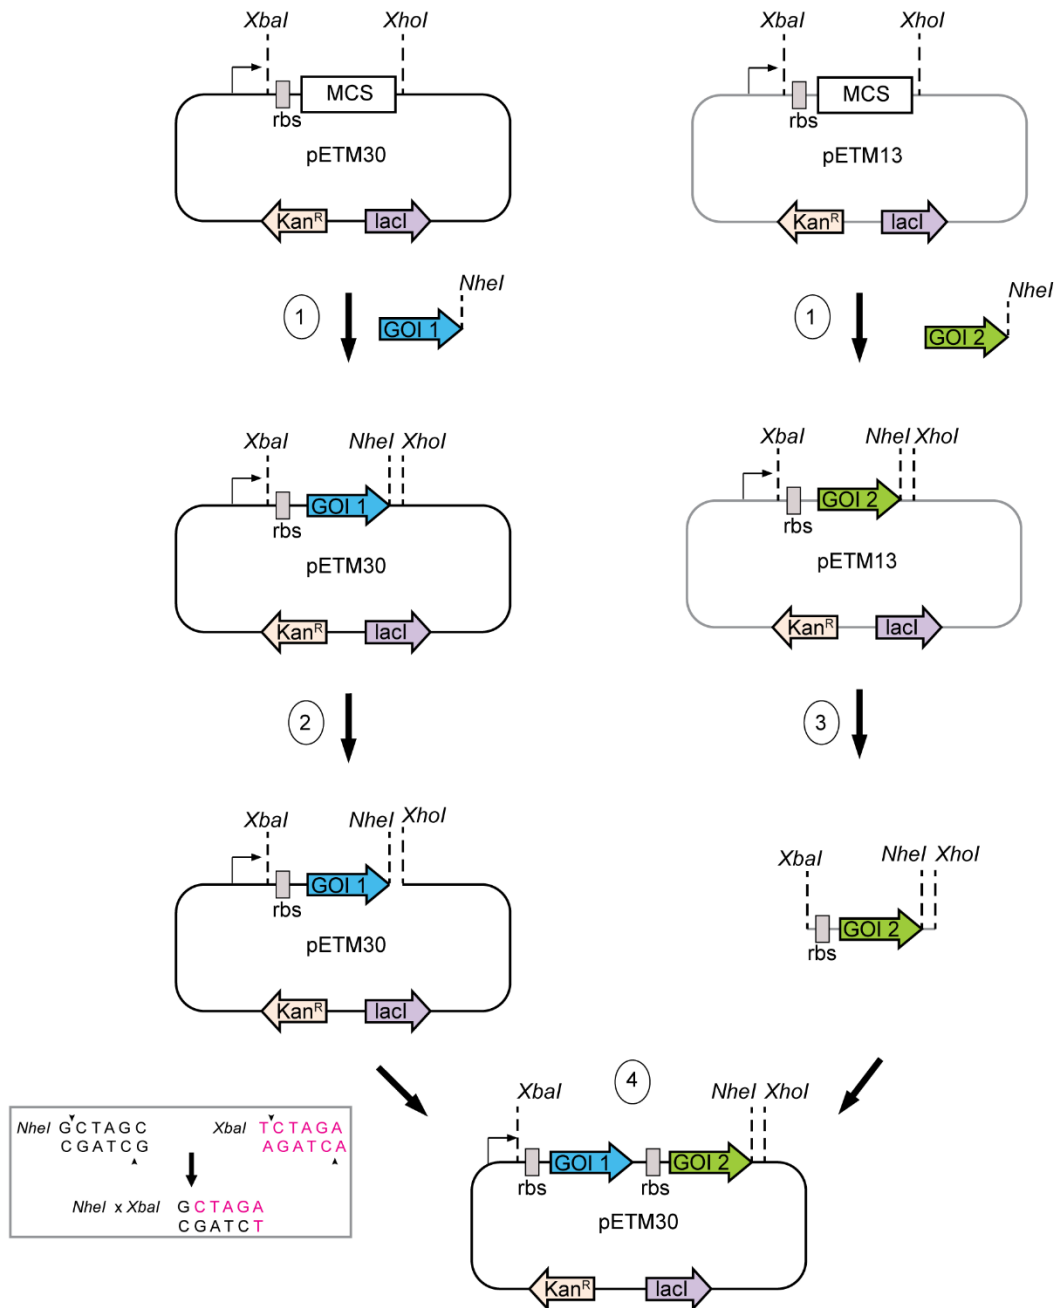 XbaI XhoI
MCS
rbs
pETM30
KanR lacI
XbaI XhoI
MCS
rbs
pETM13
KanR lacI
1
GOI 1
NheI
1
GOI 2
NheI
XbaI NheI XhoI
GOI 1
rbs
pETM30
KanR lacI
XbaI NheI XhoI
GOI 2
rbs
pETM13
KanR lacI
2
3
XbaI NheI XhoI
GOI 1
rbs
pETM30
KanR lacI
XbaI NheI XhoI
GOI 2
rbs
4
NheI GCTAGC
CGATCG
XbaI TCTAGA
AGATCA
NheI x XbaI GCTAGA
CGATCT
XbaI NheI XhoI
GOI 1 GOI 2
rbs rbs
pETM30
KanR lacI